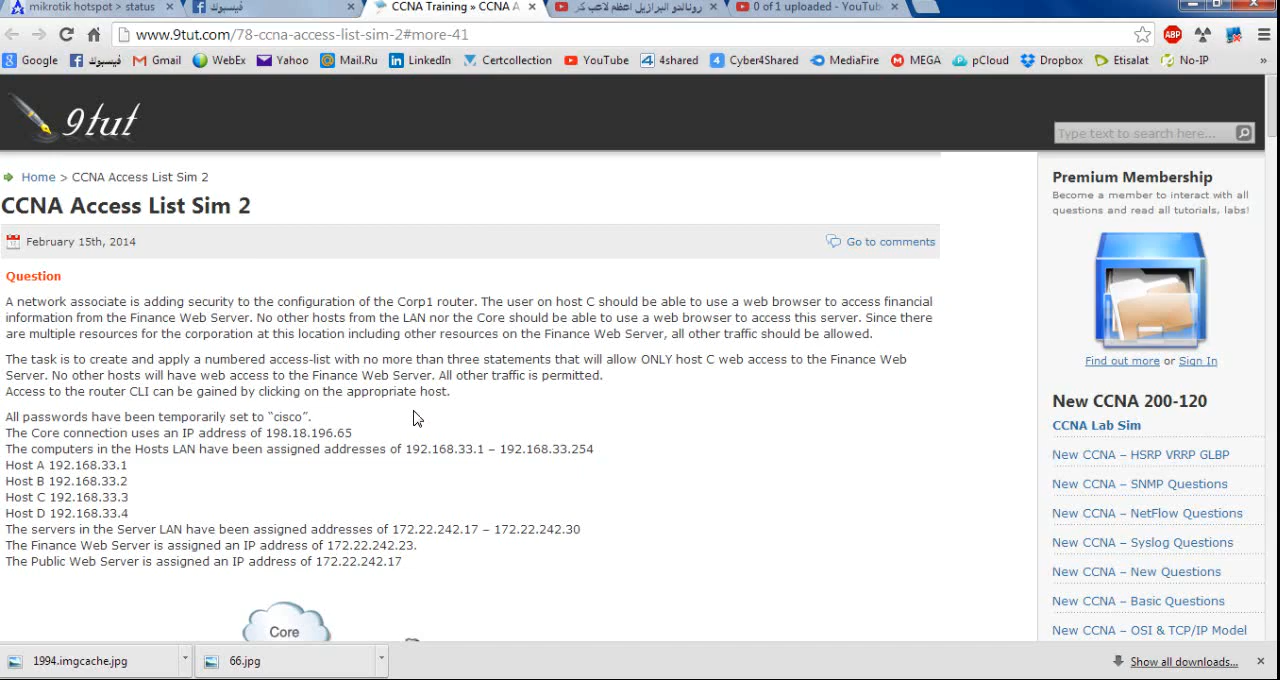 mikrotik hotspot > status
فيسبوك
CCNA Training » CCNA A
رونالدو البرازيل اعظم لاعب كر
0 of 1 uploaded - YouTube
www.9tut.com/78-ccna-access-list-sim-2#more-41
ABP
Google فيسبوك Gmail WebEx Yahoo Mail.Ru LinkedIn Certcollection YouTube 4shared Cyber4Shared MediaFire MEGA pCloud Dropbox Etisalat No-IP »
9tut
Type text to search here...
Home > CCNA Access List Sim 2
CCNA Access List Sim 2
February 15th, 2014
Go to comments
Question
A network associate is adding security to the configuration of the Corp1 router. The user on host C should be able to use a web browser to access financial
information from the Finance Web Server. No other hosts from the LAN nor the Core should be able to use a web browser to access this server. Since there
are multiple resources for the corporation at this location including other resources on the Finance Web Server, all other traffic should be allowed.
The task is to create and apply a numbered access-list with no more than three statements that will allow ONLY host C web access to the Finance Web
Server. No other hosts will have web access to the Finance Web Server. All other traffic is permitted.
Access to the router CLI can be gained by clicking on the appropriate host.
All passwords have been temporarily set to “cisco”.
The Core connection uses an IP address of 198.18.196.65
The computers in the Hosts LAN have been assigned addresses of 192.168.33.1 – 192.168.33.254
Host A 192.168.33.1
Host B 192.168.33.2
Host C 192.168.33.3
Host D 192.168.33.4
The servers in the Server LAN have been assigned addresses of 172.22.242.17 – 172.22.242.30
The Finance Web Server is assigned an IP address of 172.22.242.23.
The Public Web Server is assigned an IP address of 172.22.242.17
Core
Premium Membership
Become a member to interact with all
questions and read all tutorials, labs!
Find out more or Sign In
New CCNA 200-120
CCNA Lab Sim
New CCNA – HSRP VRRP GLBP
New CCNA – SNMP Questions
New CCNA – NetFlow Questions
New CCNA – Syslog Questions
New CCNA – New Questions
New CCNA – Basic Questions
New CCNA – OSI & TCP/IP Model
1994.imgcache.jpg
66.jpg
Show all downloads...